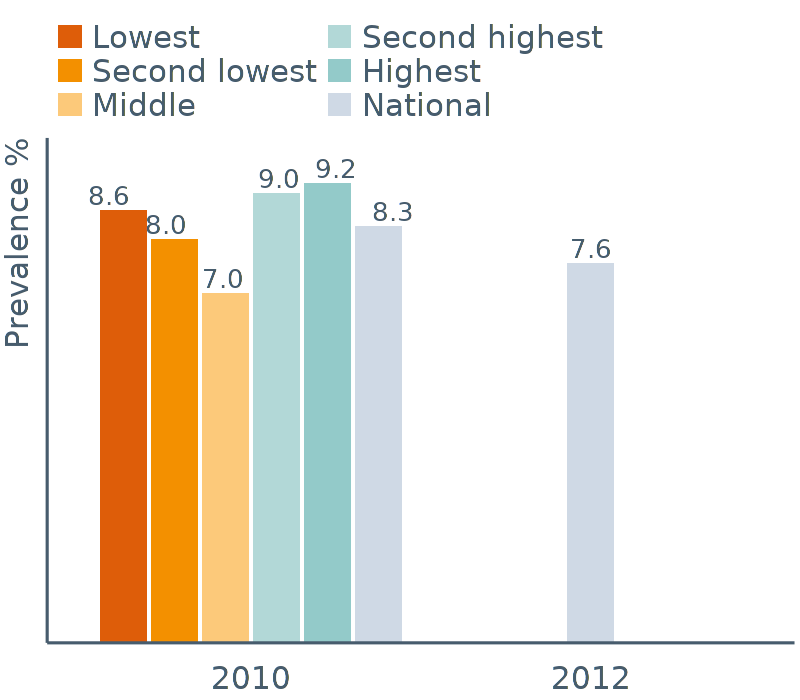 Lowest
Second lowest
Middle
Second highest
Highest
National
Prevalence %
8.6
8.0
7.0
9.0
9.2
8.3
7.6
2010
2012